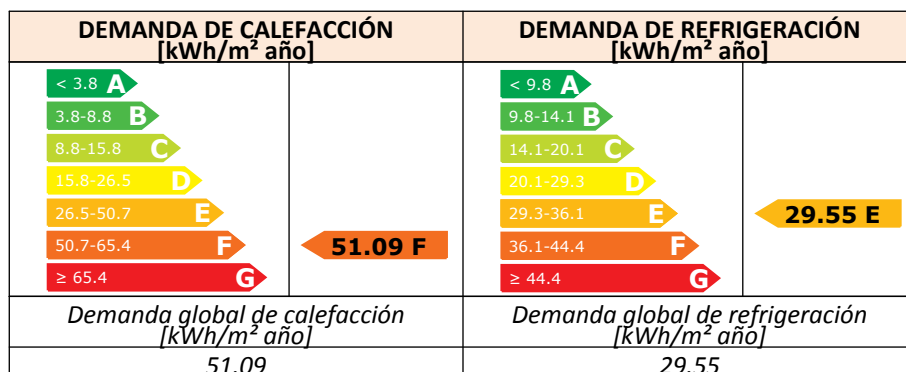 DEMANDA DE CALEFACCIÓN
[kWh/m² año]
DEMANDA DE REFRIGERACIÓN
[kWh/m² año]
< 3.8 A
3.8-8.8 B
8.8-15.8 C
15.8-26.5 D
26.5-50.7 E
50.7-65.4 F
≥ 65.4 G
51.09 F
< 9.8 A
9.8-14.1 B
14.1-20.1 C
20.1-29.3 D
29.3-36.1 E
36.1-44.4 F
≥ 44.4 G
29.55 E
Demanda global de calefacción
[kWh/m² año]
Demanda global de refrigeración
[kWh/m² año]
51.09
29.55